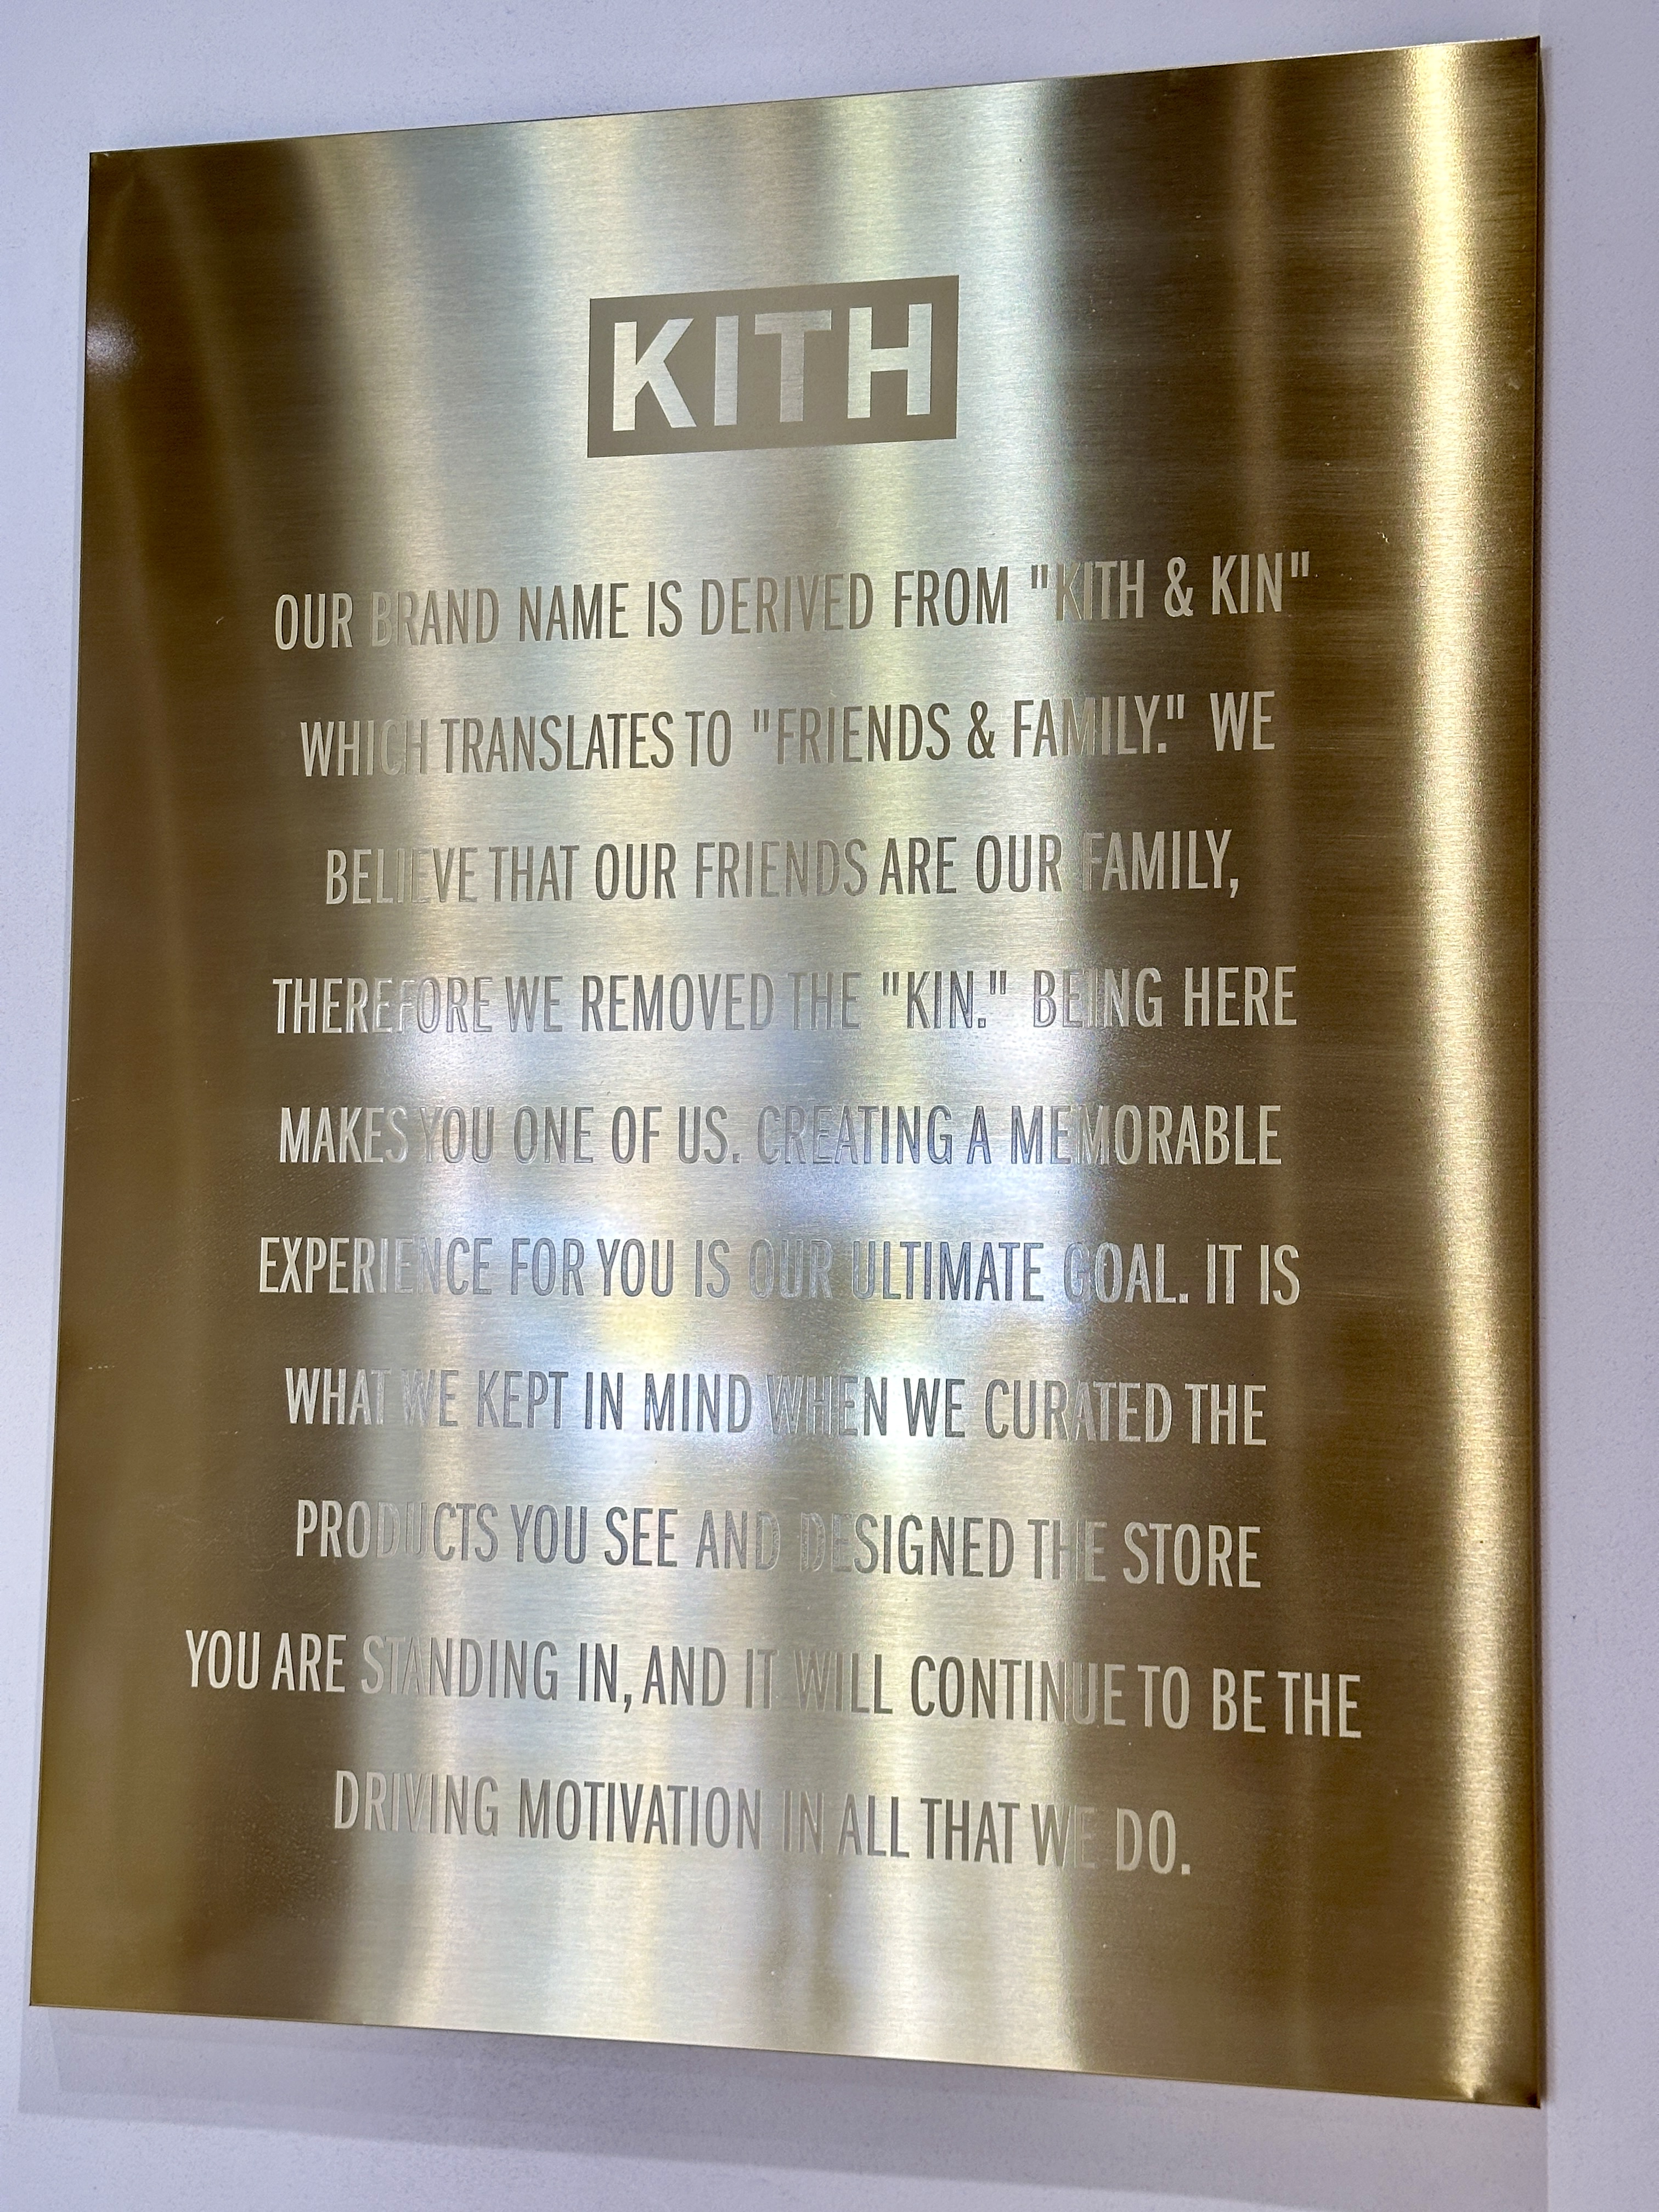 KITH
OUR BRAND NAME IS DERIVED FROM "KITH & KIN"
WHICH TRANSLATES TO "FRIENDS & FAMILY." WE
BELIEVE THAT OUR FRIENDS ARE OUR FAMILY,
THEREFORE WE REMOVED THE "KIN." BEING HERE
MAKES YOU ONE OF US. CREATING A MEMORABLE
EXPERIENCE FOR YOU IS OUR ULTIMATE GOAL. IT IS
WHAT WE KEPT IN MIND WHEN WE CURATED THE
PRODUCTS YOU SEE AND DESIGNED THE STORE
YOU ARE STANDING IN, AND IT WILL CONTINUE TO BE THE
DRIVING MOTIVATION IN ALL THAT WE DO.